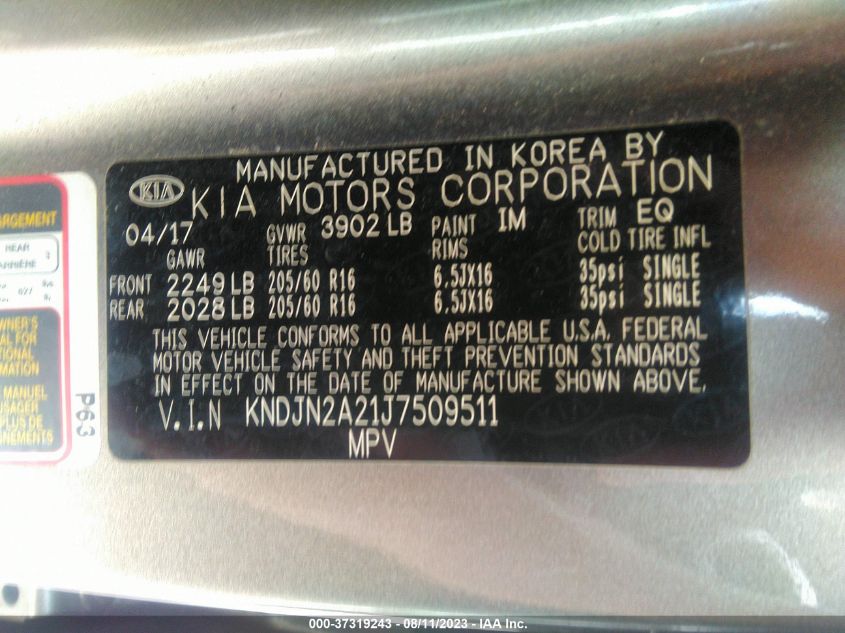 MANUFACTURED IN KOREA BY
KIA KIA MOTORS CORPORATION
04/17 GVWR 3902 LB PAINT IM TRIM EQ
GAWR TIRES RIMS COLD TIRE INFL
FRONT 2249 LB 205/60 R16 6.5JX16 35psi SINGLE
REAR 2028 LB 205/60 R16 6.5JX16 35psi SINGLE
THIS VEHICLE CONFORMS TO ALL APPLICABLE U.S.A. FEDERAL
MOTOR VEHICLE SAFETY AND THEFT PREVENTION STANDARDS
IN EFFECT ON THE DATE OF MANUFACTURE SHOWN ABOVE.
V.I.N KNDJN2A21J7509511
MPV
REAR 3
P63
MANUEL
000-37319243 - 08/11/2023 - IAA Inc.